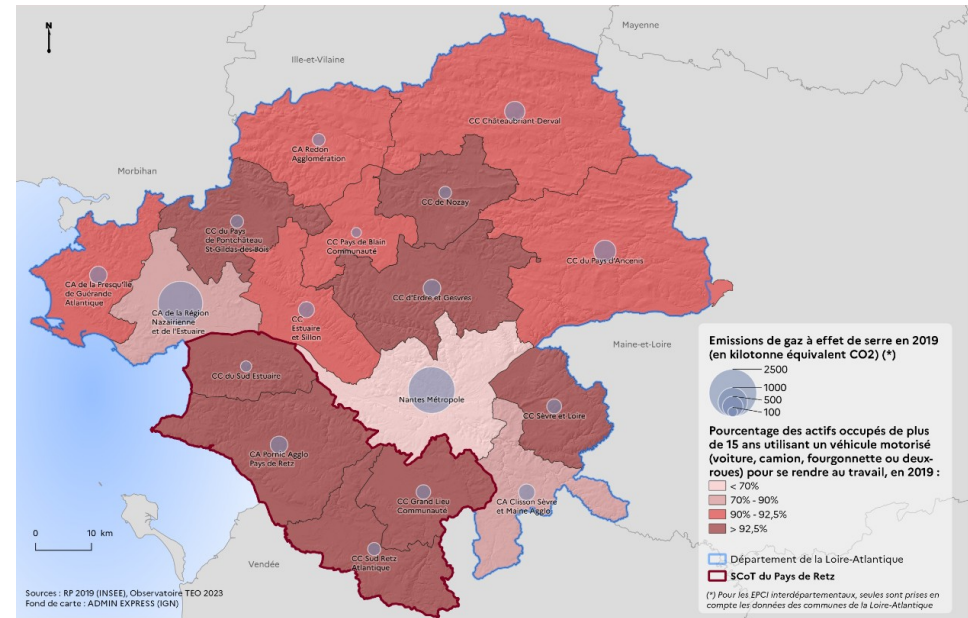 N
Mayenne
Ille-et-Vilaine
CC Châteaubriant-Derval
CA Redon
Agglomération
Morbihan
CC de Nozay
CC du Pays
de Pontchâteau
St-Gildas-des-Bois
CC Pays de Blain
Communauté
CC du Pays d'Ancenis
CA de la Presqu'île
de Guérande
Atlantique
CC d'Erdre et Gesvres
CA de la Région
Nazairienne
et de l'Estuaire
CC
Estuaire
et Sillon
Maine-et-Loire
CC du Sud Estuaire
Nantes Métropole
CC Sèvre et Loire
CA Pornic Agglo
Pays de Retz
CC Grand Lieu
Communauté
CA Clisson Sèvre
et Maine Agglo
CC Sud Retz
Atlantique
Vendée
0 10 km
Sources : RP 2019 (INSEE), Observatoire TEO 2023
Fond de carte : ADMIN EXPRESS (IGN)
Emissions de gaz à effet de serre en 2019
(en kilotonne équivalent CO2) (*)
2500
1000
500
100
Pourcentage des actifs occupés de plus
de 15 ans utilisant un véhicule motorisé
(voiture, camion, fourgonnette ou deux-
roues) pour se rendre au travail, en 2019 :
< 70%
70% - 90%
90% - 92,5%
> 92,5%
Département de la Loire-Atlantique
SCoT du Pays de Retz
(*) Pour les EPCI interdépartementaux, seules sont prises en
compte les données des communes de la Loire-Atlantique